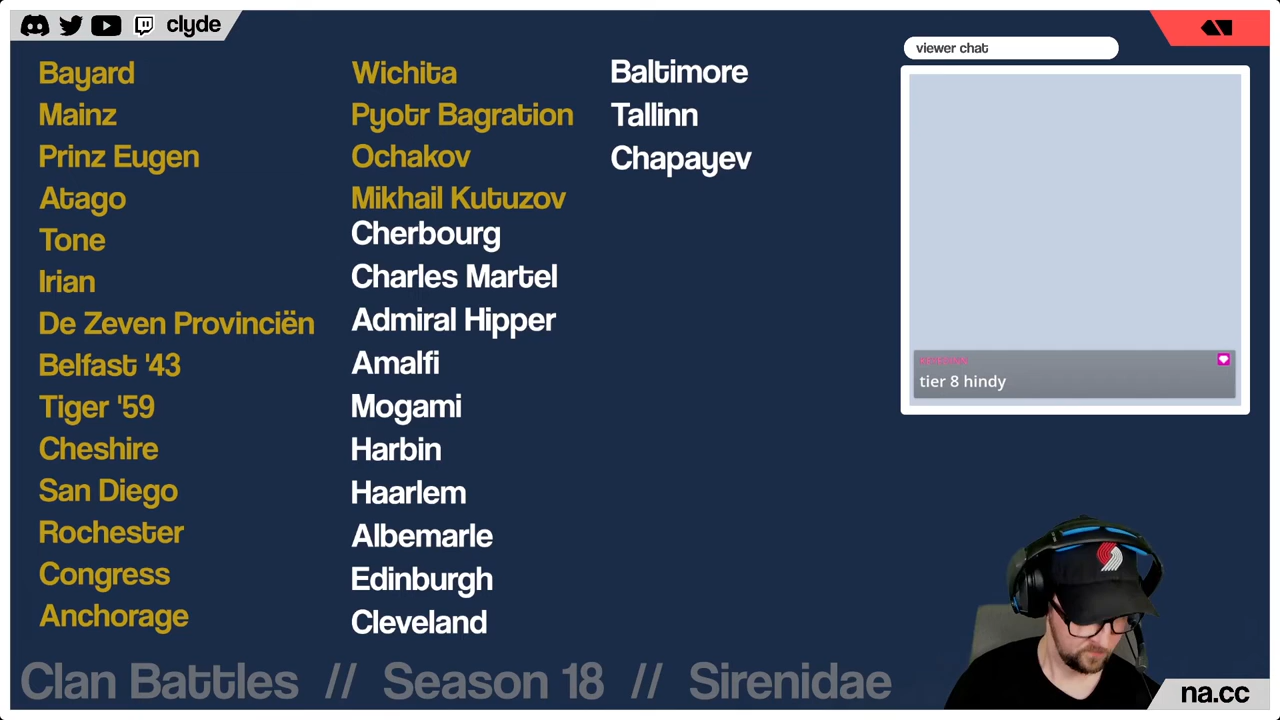 clyde
Bayard
Mainz
Prinz Eugen
Atago
Tone
Irian
De Zeven Provinciën
Belfast '43
Tiger '59
Cheshire
San Diego
Rochester
Congress
Anchorage
Wichita
Pyotr Bagration
Ochakov
Mikhail Kutuzov
Cherbourg
Charles Martel
Admiral Hipper
Amalfi
Mogami
Harbin
Haarlem
Albemarle
Edinburgh
Cleveland
Baltimore
Tallinn
Chapayev
viewer chat
tier 8 hindy
Clan Battles // Season 18 // Sirenidae
na.cc